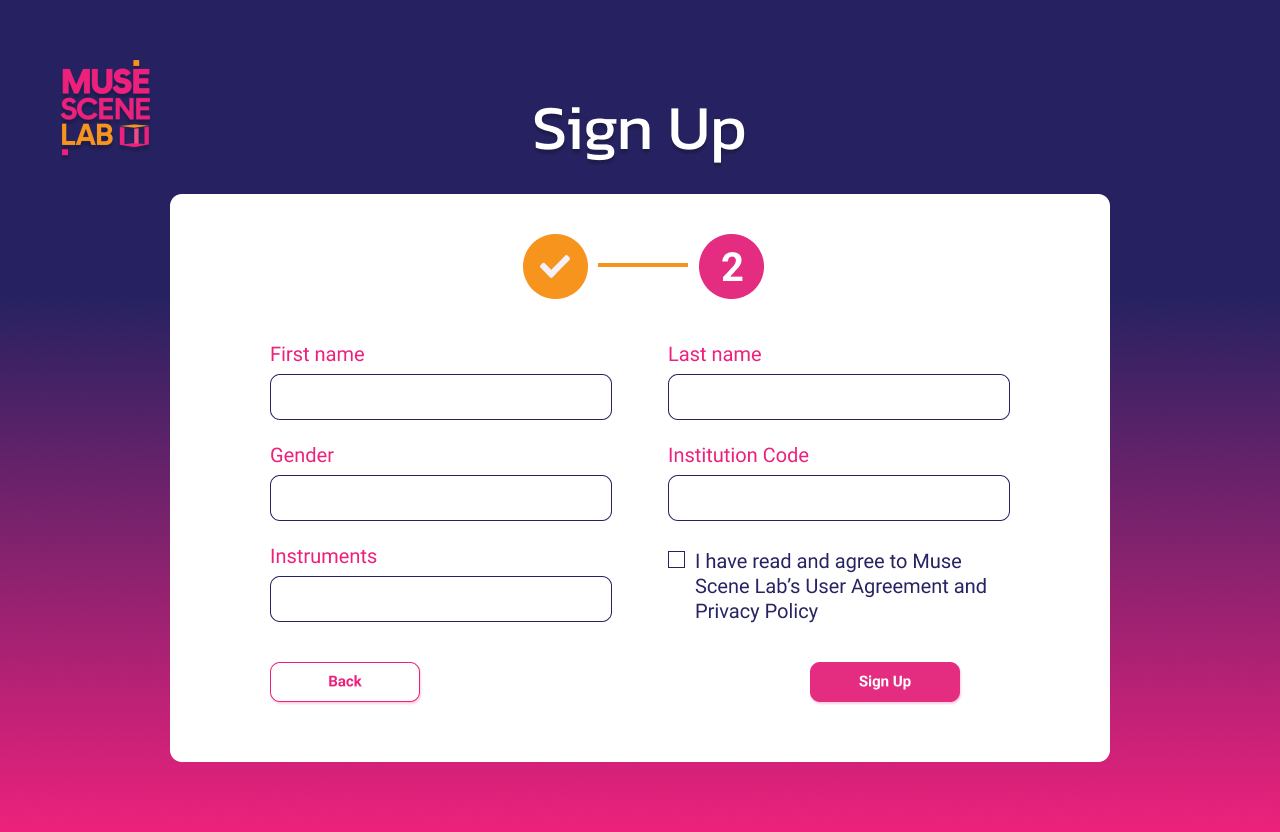 MUSE
SCENE
LAB
Sign Up
2
First name
Last name
Gender
Institution Code
Instruments
I have read and agree to Muse
Scene Lab’s User Agreement and
Privacy Policy
Back
Sign Up